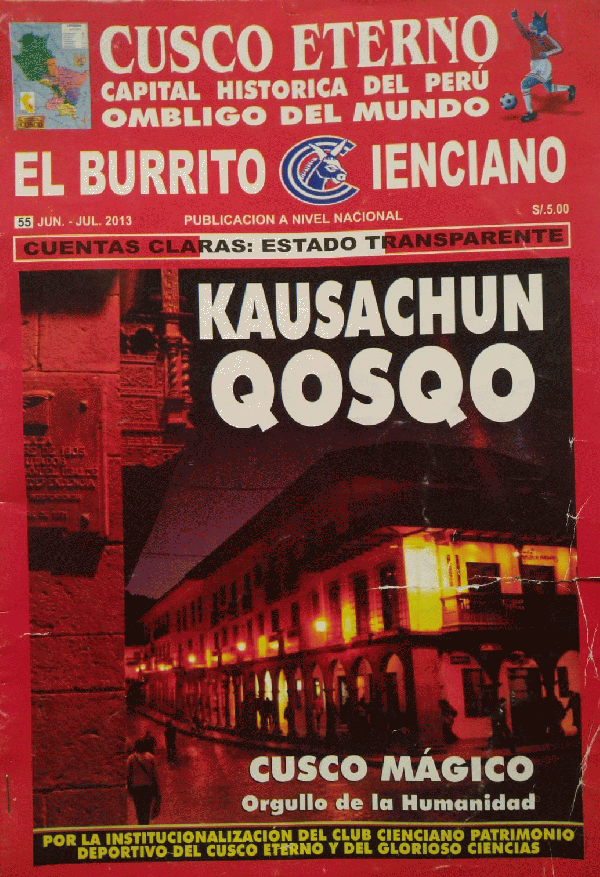 CUSCO ETERNO
CAPITAL HISTORICA DEL PERÚ
OMBLIGO DEL MUNDO
EL BURRITO CIENCIANO
S/.5.00
55 JUN. - JUL. 2013 PUBLICACION A NIVEL NACIONAL
CUENTAS CLARAS: ESTADO TRANSPARENTE
KAUSACHUN
QOSQO
CUSCO MÁGICO
Orgullo de la Humanidad
POR LA INSTITUCIONALIZACIÓN DEL CLUB CIENCIANO PATRIMONIO
DEPORTIVO DEL CUSCO ETERNO Y DEL GLORIOSO CIENCIAS